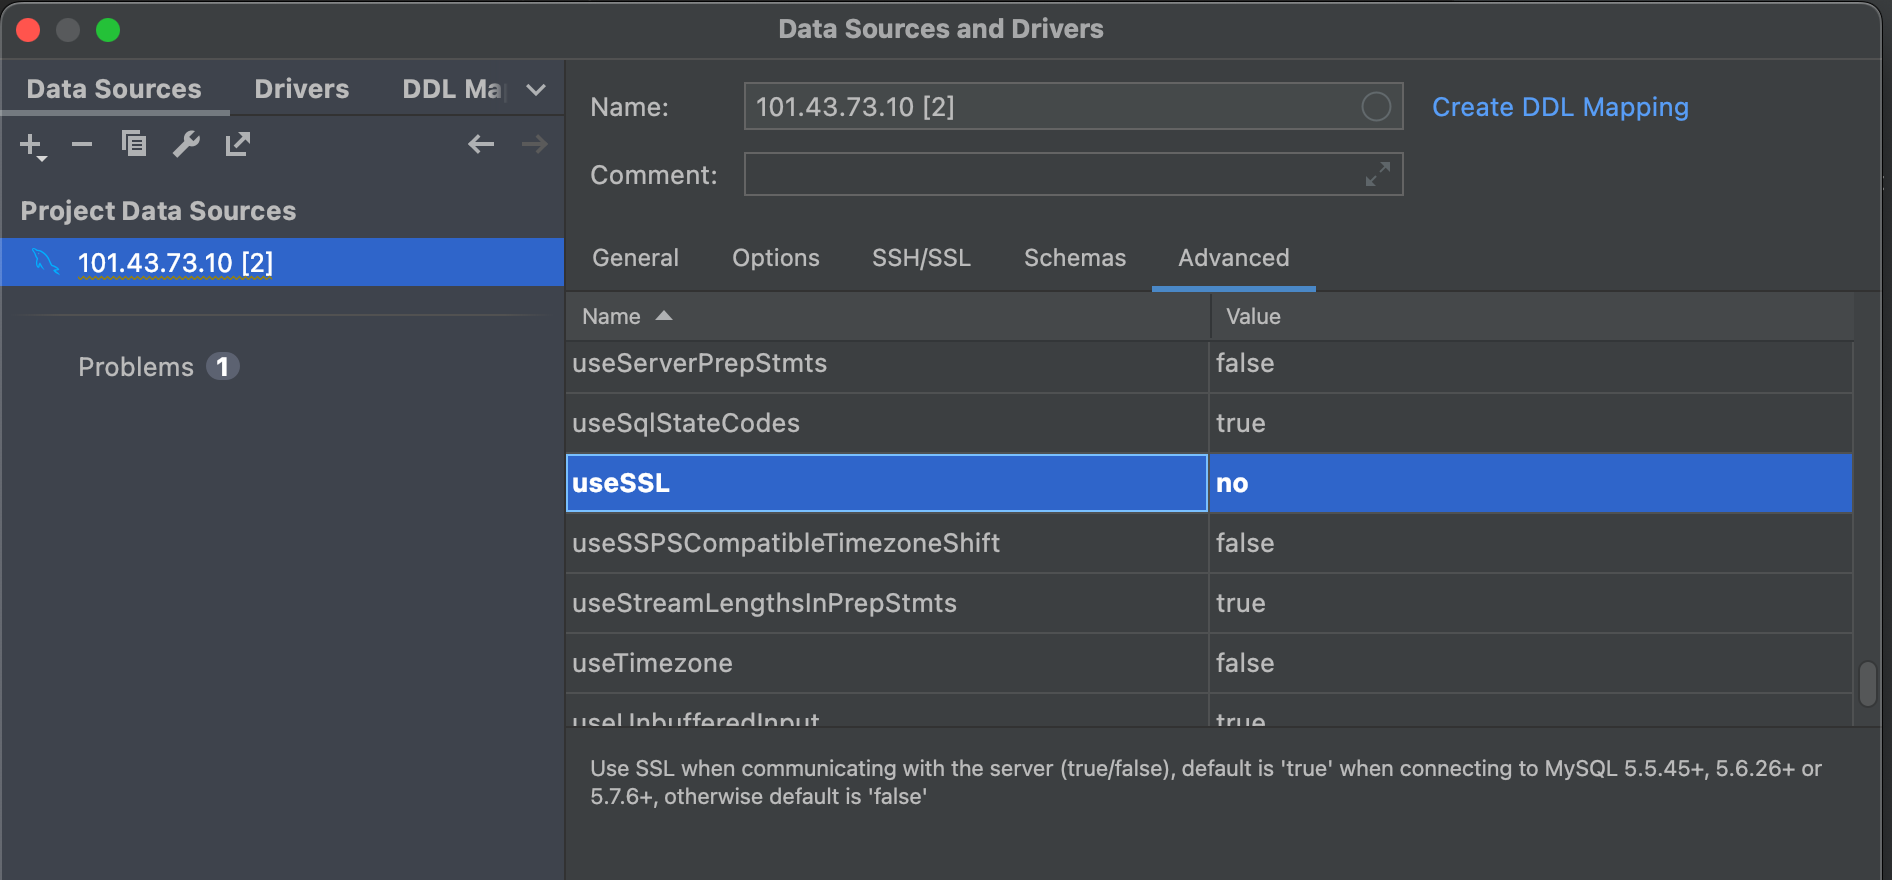 Data Sources and Drivers
Data Sources Drivers DDL Ma
Project Data Sources
101.43.73.10 [2]
Problems 1
Name: 101.43.73.10 [2] Create DDL Mapping
Comment:
General Options SSH/SSL Schemas Advanced
Name Value
useServerPrepStmts false
useSqlStateCodes true
useSSL no
useSSPSCompatibleTimezoneShift false
useStreamLengthsInPrepStmts true
useTimezone false
useUnbufferedInput true
Use SSL when communicating with the server (true/false), default is 'true' when connecting to MySQL 5.5.45+, 5.6.26+ or
5.7.6+, otherwise default is 'false'